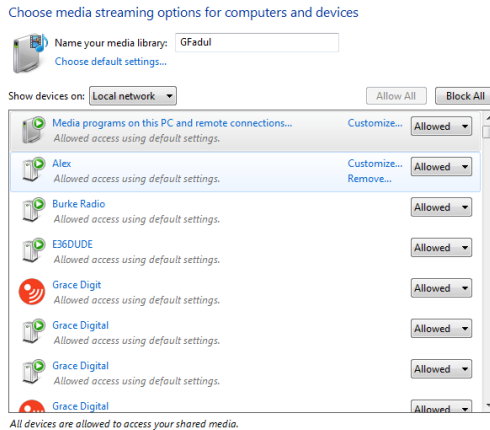 Choose media streaming options for computers and devices
Name your media library: GFadul
Choose default settings...
Show devices on: Local network Allow All Block All
Media programs on this PC and remote connections... Customize... Allowed
Allowed access using default settings.
Alex Customize... Allowed
Allowed access using default settings. Remove...
Burke Radio Allowed
Allowed access using default settings.
E36DUDE Allowed
Allowed access using default settings.
Grace Digit Allowed
Allowed access using default settings.
Grace Digital Allowed
Allowed access using default settings.
Grace Digital Allowed
Allowed access using default settings.
Grace Digital Allowed
All devices are allowed to access your shared media.